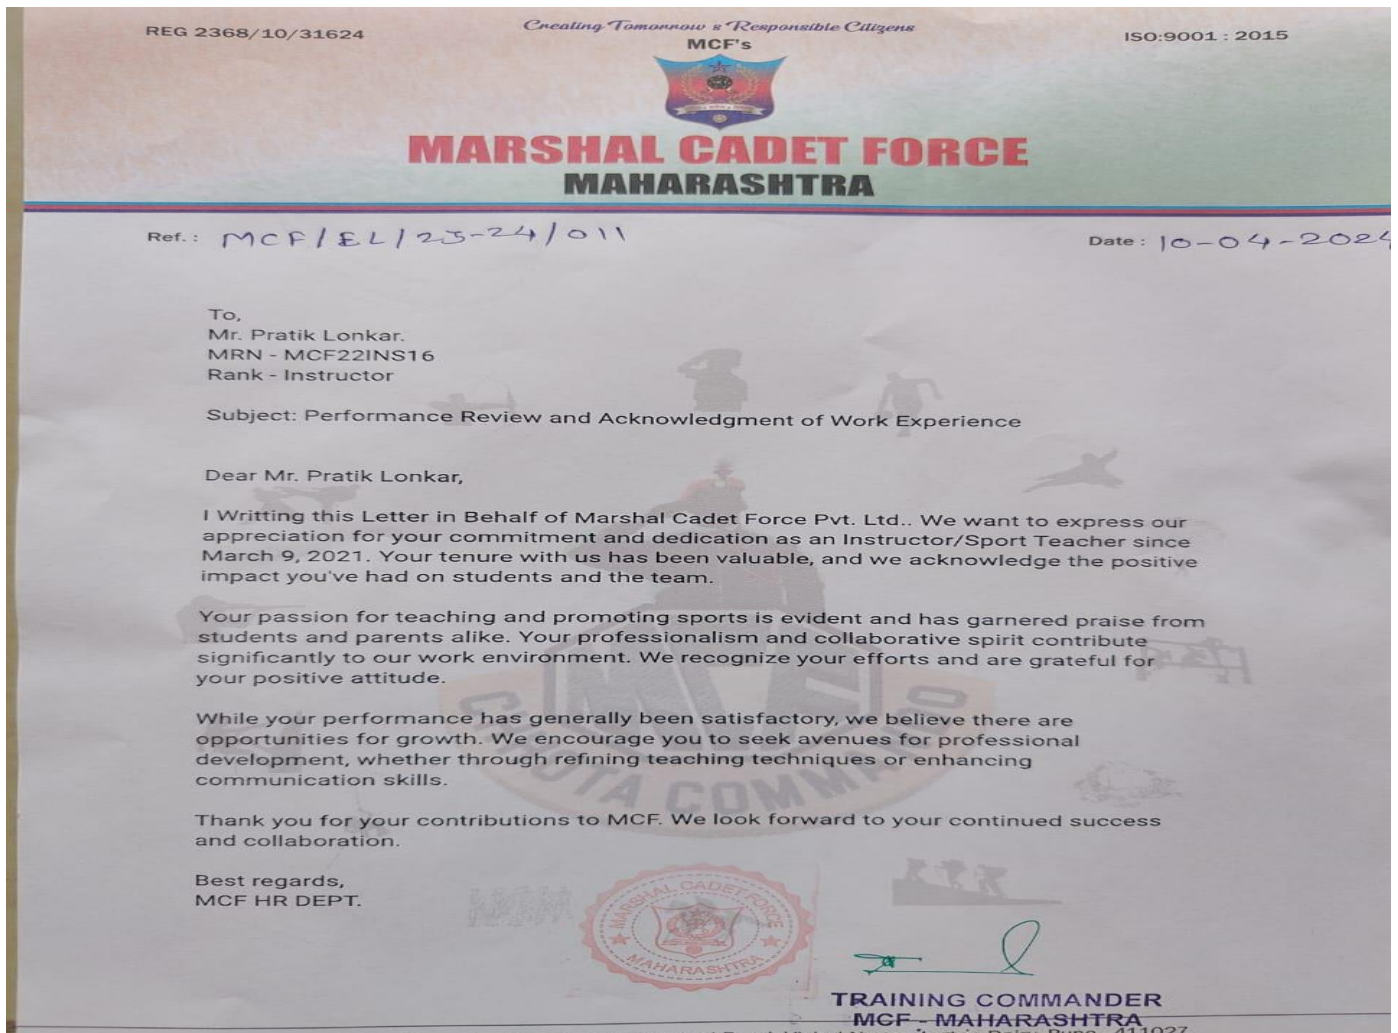 Creating Tomorrow s Responsible Citizens
REG 2368/10/31624
MCF's
ISO:9001 : 2015
MARSHAL CADET FORCE
MAHARASHTRA
Ref. : MCF/EL/23-24/011
Date : 10-04-2024
To,
Mr. Pratik Lonkar.
MRN - MCF22INS16
Rank - Instructor
Subject: Performance Review and Acknowledgment of Work Experience
Dear Mr. Pratik Lonkar,
I Writting this Letter in Behalf of Marshal Cadet Force Pvt. Ltd.. We want to express our
appreciation for your commitment and dedication as an Instructor/Sport Teacher since
March 9, 2021. Your tenure with us has been valuable, and we acknowledge the positive
impact you've had on students and the team.
Your passion for teaching and promoting sports is evident and has garnered praise from
students and parents alike. Your professionalism and collaborative spirit contribute
significantly to our work environment. We recognize your efforts and are grateful for
your positive attitude.
While your performance has generally been satisfactory, we believe there are
opportunities for growth. We encourage you to seek avenues for professional
development, whether through refining teaching techniques or enhancing
communication skills.
Thank you for your contributions to MCF. We look forward to your continued success
and collaboration.
Best regards,
MCF HR DEPT.
MCF
CHHOTA COMMANDO
MARSHAL CADET FORCE
MAHARASHTRA
TRAINING COMMANDER
MCF - MAHARASHTRA
411027